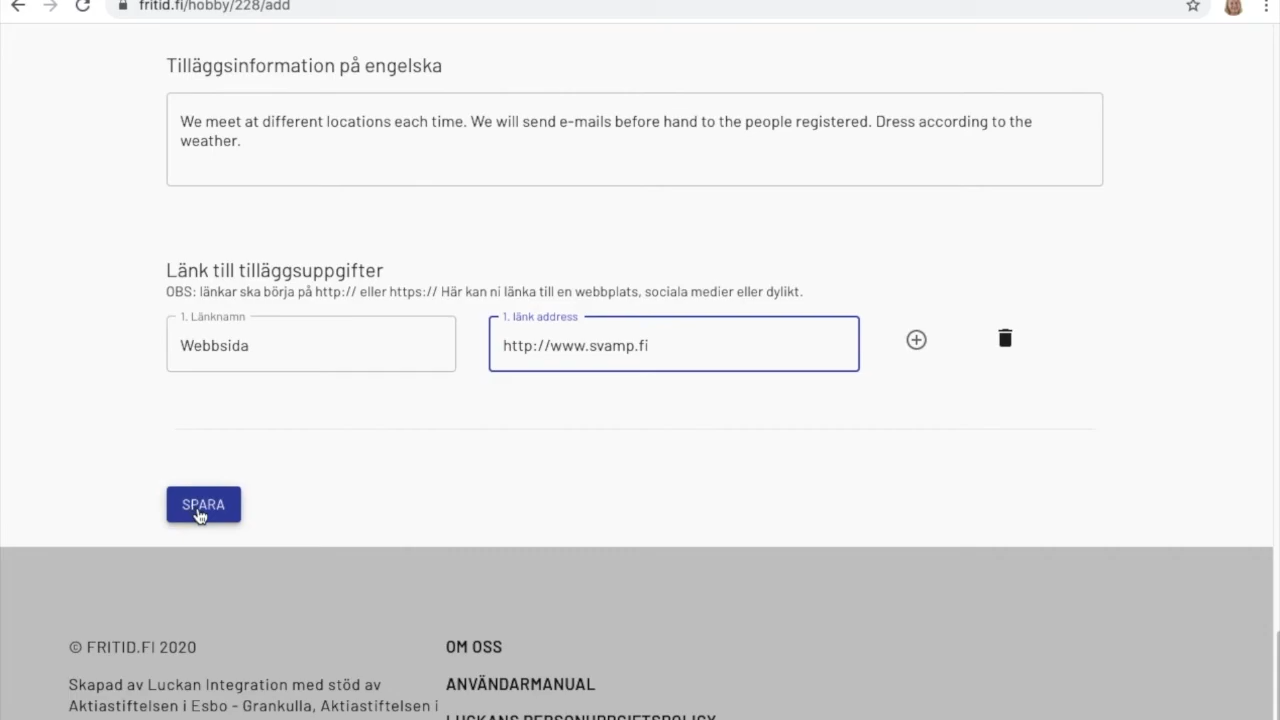 fritid.fi/hobby/228/add
Tilläggsinformation på engelska
We meet at different locations each time. We will send e-mails before hand to the people registered. Dress according to the
weather.
Länk till tilläggsuppgifter
OBS: länkar ska börja på http:// eller https:// Här kan ni länka till en webbplats, sociala medier eller dylikt.
1. Länknamn
Webbsida
1. länk address
http://www.svamp.fi
SPARA
© FRITID.FI 2020
Skapad av Luckan Integration med stöd av
Aktiastiftelsen i Esbo - Grankulla, Aktiastiftelsen i
OM OSS
ANVÄNDARMANUAL
LUCKANS PERSONUPPGIFTSPOLICY